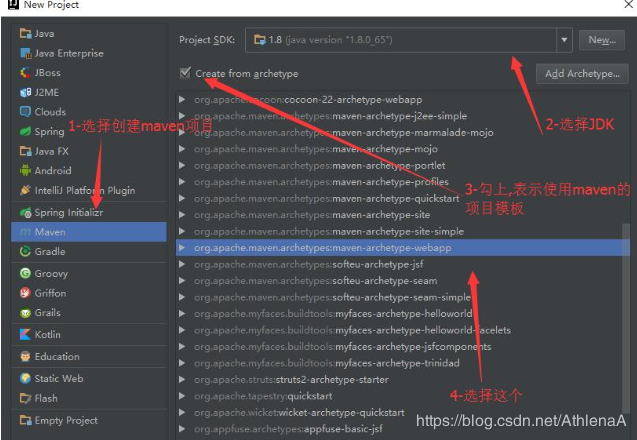 New Project
Java
Java Enterprise
JBoss
J2ME
Clouds
Spring
Java FX
Android
IntelliJ Platform Plugin
Spring Initializr
Maven
Gradle
Groovy
Griffon
Grails
Kotlin
Education
Static Web
Flash
Empty Project
Project SDK: 1.8 (java version "1.8.0_65") New...
Create from archetype Add Archetype...
org.apache.cocoon:cocoon-22-archetype-webapp
org.apache.maven.archetypes:maven-archetype-j2ee-simple
org.apache.maven.archetypes:maven-archetype-marmalade-mojo
org.apache.maven.archetypes:maven-archetype-mojo
org.apache.maven.archetypes:maven-archetype-portlet
org.apache.maven.archetypes:maven-archetype-profiles
org.apache.maven.archetypes:maven-archetype-quickstart
org.apache.maven.archetypes:maven-archetype-site
org.apache.maven.archetypes:maven-archetype-site-simple
org.apache.maven.archetypes:maven-archetype-webapp
org.apache.maven.archetypes:softeu-archetype-jsf
org.apache.maven.archetypes:softeu-archetype-seam
org.apache.maven.archetypes:softeu-archetype-seam-simple
org.apache.myfaces.buildtools:myfaces-archetype-helloworld
org.apache.myfaces.buildtools:myfaces-archetype-helloworld-facelets
org.apache.myfaces.buildtools:myfaces-archetype-jsfcomponents
org.apache.myfaces.buildtools:myfaces-archetype-trinidad
org.apache.struts:struts2-archetype-starter
org.apache.tapestry:quickstart
org.apache.wicket:wicket-archetype-quickstart
org.appfuse.archetypes:appfuse-basic-jsf
1-选择创建maven项目
2-选择JDK
3-勾上,表示使用maven的
项目模板
4-选择这个
https://blog.csdn.net/AthlenaA